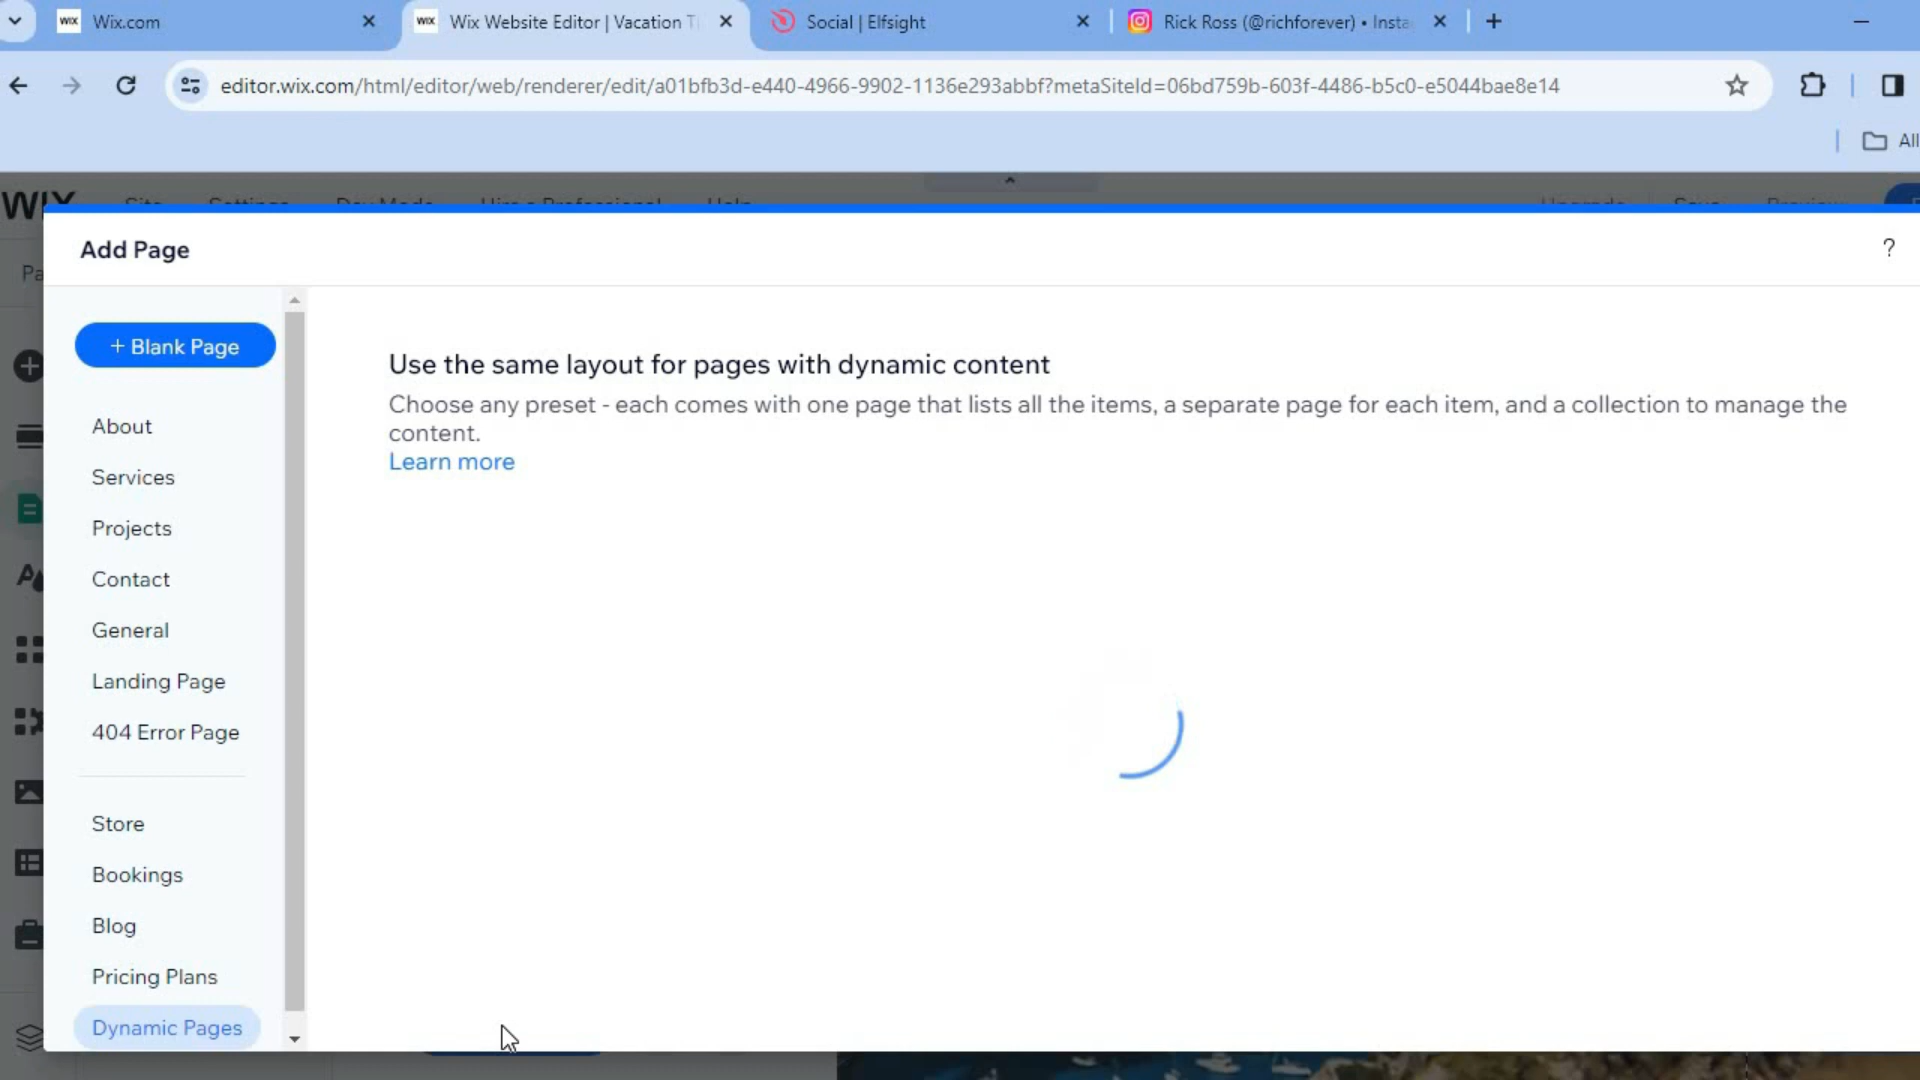 WIX Wix.com
WIX Wix Website Editor | Vacation T
Social | Elfsight
Rick Ross (@richforever) • Insta
editor.wix.com/html/editor/web/renderer/edit/a01bfb3d-e440-4966-9902-1136e293abbf?metaSiteId=06bd759b-603f-4486-b5c0-e5044bae8e14
All
WIX Site Settings Dev Mode Hire a Professional Help Upgrade Save Preview
Pa
Add Page
?
+ Blank Page
About
Services
Projects
Contact
General
Landing Page
404 Error Page
Store
Bookings
Blog
Pricing Plans
Dynamic Pages
Use the same layout for pages with dynamic content
Choose any preset - each comes with one page that lists all the items, a separate page for each item, and a collection to manage the
content.
Learn more